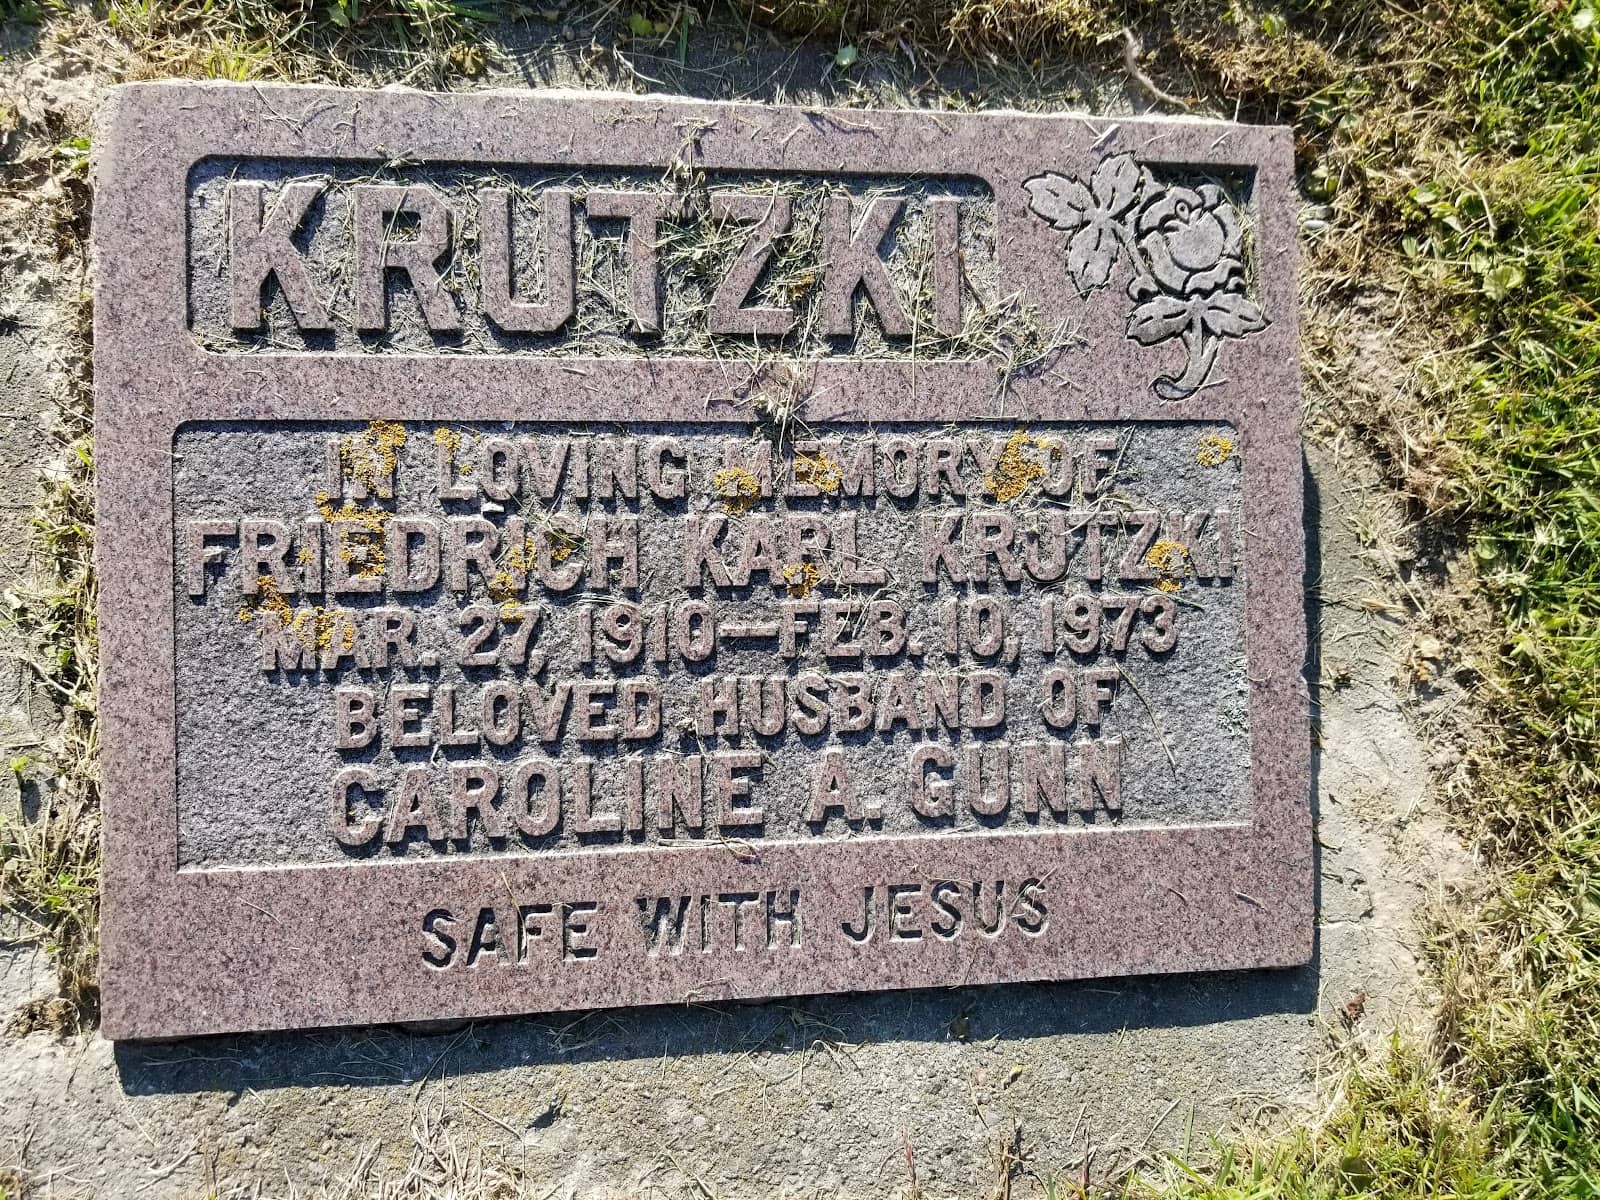 KRUTZKI
IN LOVING MEMORY OF
FRIEDRICH KARL KRUTZKI
MAR. 27, 1910—FEB. 10, 1973
BELOVED HUSBAND OF
CAROLINE A. GUNN
SAFE WITH JESUS